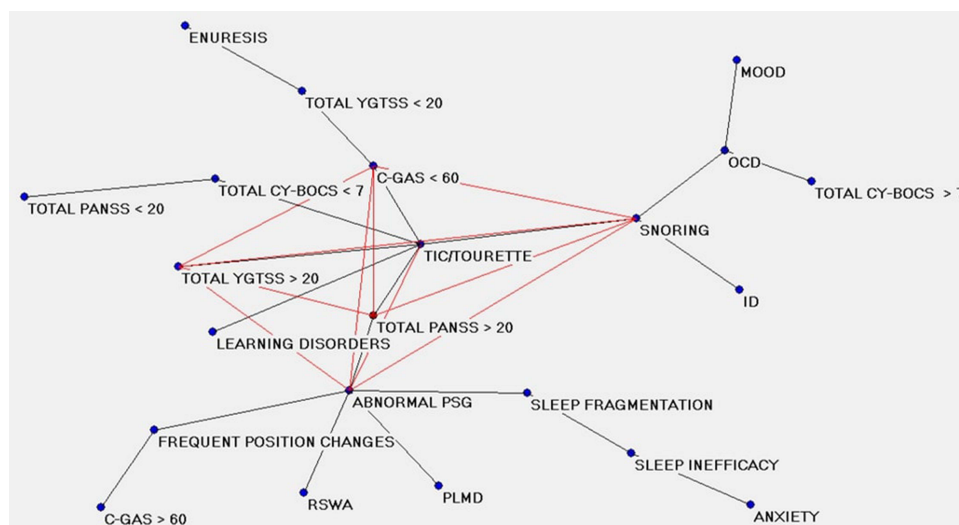 ENURESIS
MOOD
TOTAL YGTSS < 20
OCD
C-GAS < 60
TOTAL CY-BOCS < 7
TOTAL CY-BOCS >
TOTAL PANSS < 20
SNORING
TIC/TOURETTE
TOTAL YGTSS > 20
ID
TOTAL PANSS > 20
LEARNING DISORDERS
ABNORMAL PSG
SLEEP FRAGMENTATION
FREQUENT POSITION CHANGES
SLEEP INEFFICACY
RSWA
PLMD
C-GAS > 60
ANXIETY